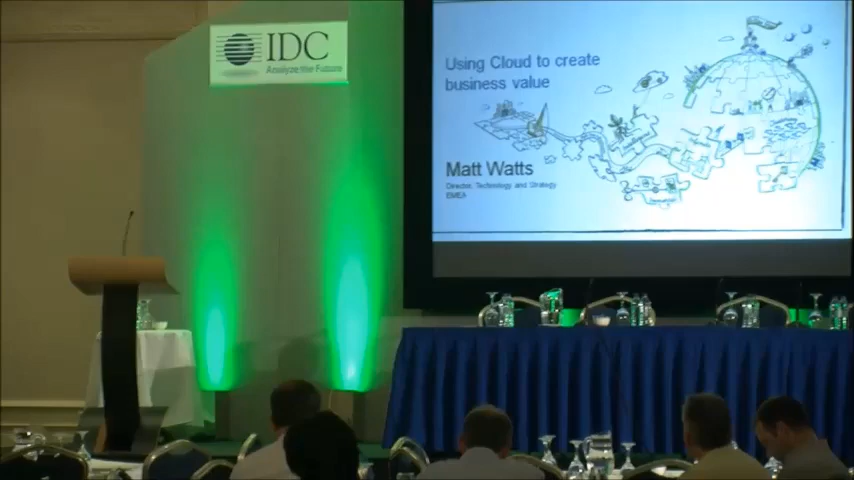 IDC
Analyze the Future
Using Cloud to create
business value
Matt Watts
Director, Technology and Strategy
EMEA